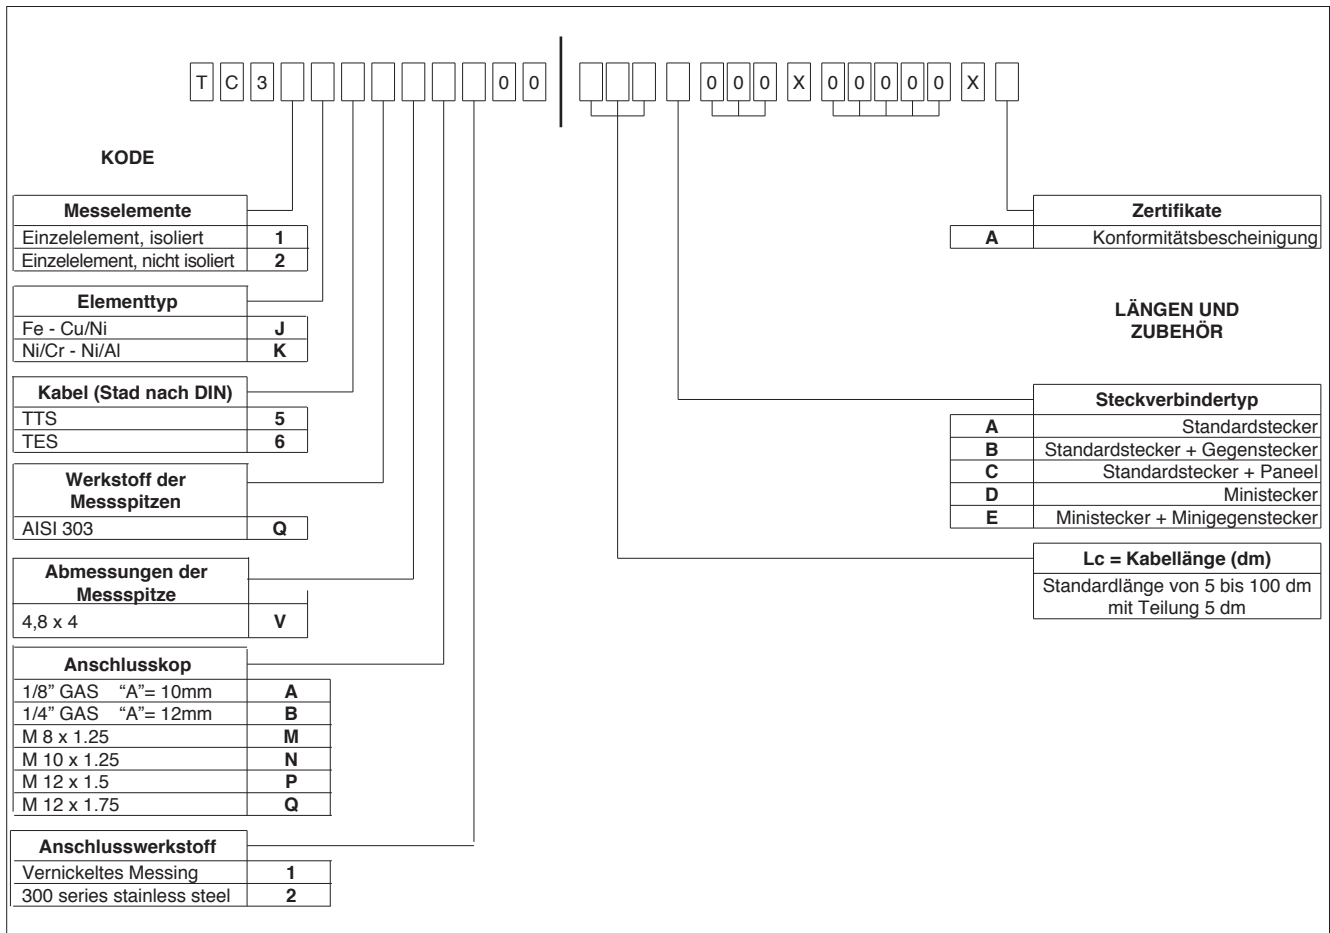 T C 3 0 0 0 0 0 X 0 0 0 0 0 X
KODE
Messelemente
Einzelelement, isoliert 1
Einzelelement, nicht isoliert 2
Elementtyp
Fe - Cu/Ni J
Ni/Cr - Ni/Al K
Kabel (Stad nach DIN)
TTS 5
TES 6
Werkstoff der
Messspitzen
AISI 303 Q
Abmessungen der
Messspitze
4,8 x 4 V
Anschlusskop
1/8” GAS “A”= 10mm A
1/4” GAS “A”= 12mm B
M 8 x 1.25 M
M 10 x 1.25 N
M 12 x 1.5 P
M 12 x 1.75 Q
Anschlusswerkstoff
Vernickeltes Messing 1
300 series stainless steel 2
Zertifikate
A Konformitätsbescheinigung
LÄNGEN UND
ZUBEHÖR
Steckverbindertyp
A Standardstecker
B Standardstecker + Gegenstecker
C Standardstecker + Paneel
D Ministecker
E Ministecker + Minigegenstecker
Lc = Kabellänge (dm)
Standardlänge von 5 bis 100 dm
mit Teilung 5 dm